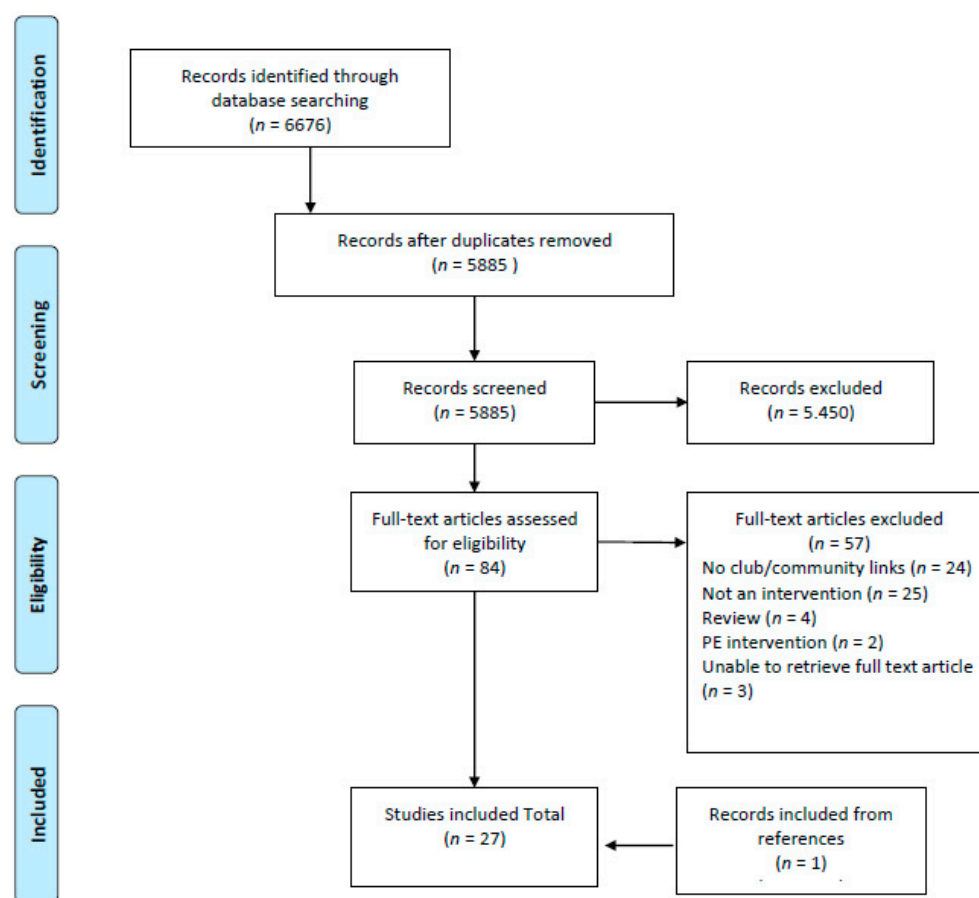 Identification
Records identified through
database searching
(n = 6676)
Records after duplicates removed
(n = 5885 )
Screening
Records screened
(n = 5885)
Records excluded
(n = 5.450)
Eligibility
Full-text articles assessed
for eligibility
(n = 84)
Full-text articles excluded
(n = 57)
No club/community links (n = 24)
Not an intervention (n = 25)
Review (n = 4)
PE intervention (n = 2)
Unable to retrieve full text article
(n = 3)
Included
Studies included Total
(n = 27)
Records included from
references
(n = 1)